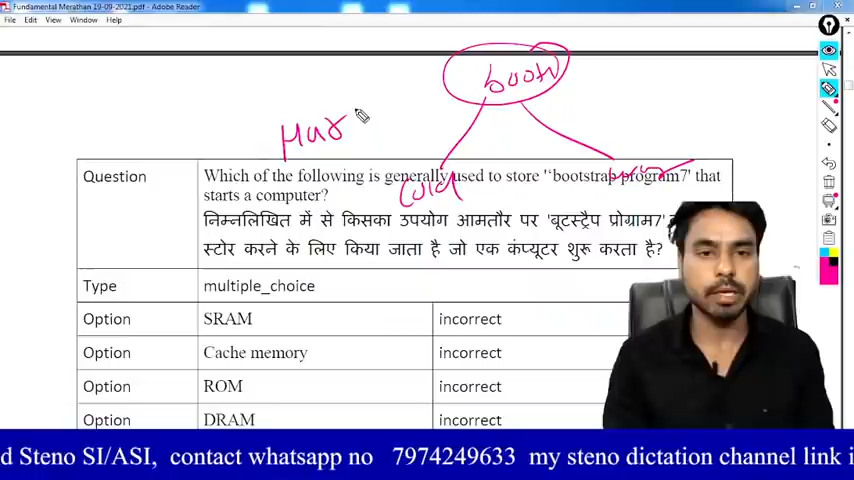 Fundamental Merathan 19-09-2021.pdf - Adobe Reader
File Edit View Window Help
boot
Cold
Question
Which of the following is generally used to store '‘bootstrap program7' that
starts a computer?
निम्नलिखित में से किसका उपयोग आमतौर पर 'बूटस्ट्रैप प्रोग्राम7'
स्टोर करने के लिए किया जाता है जो एक कंप्यूटर शुरू करता है?
Type multiple_choice
Option SRAM incorrect
Option Cache memory incorrect
Option ROM incorrect
Option DRAM incorrect
d Steno SI/ASI, contact whatsapp no 7974249633 my steno dictation channel link i